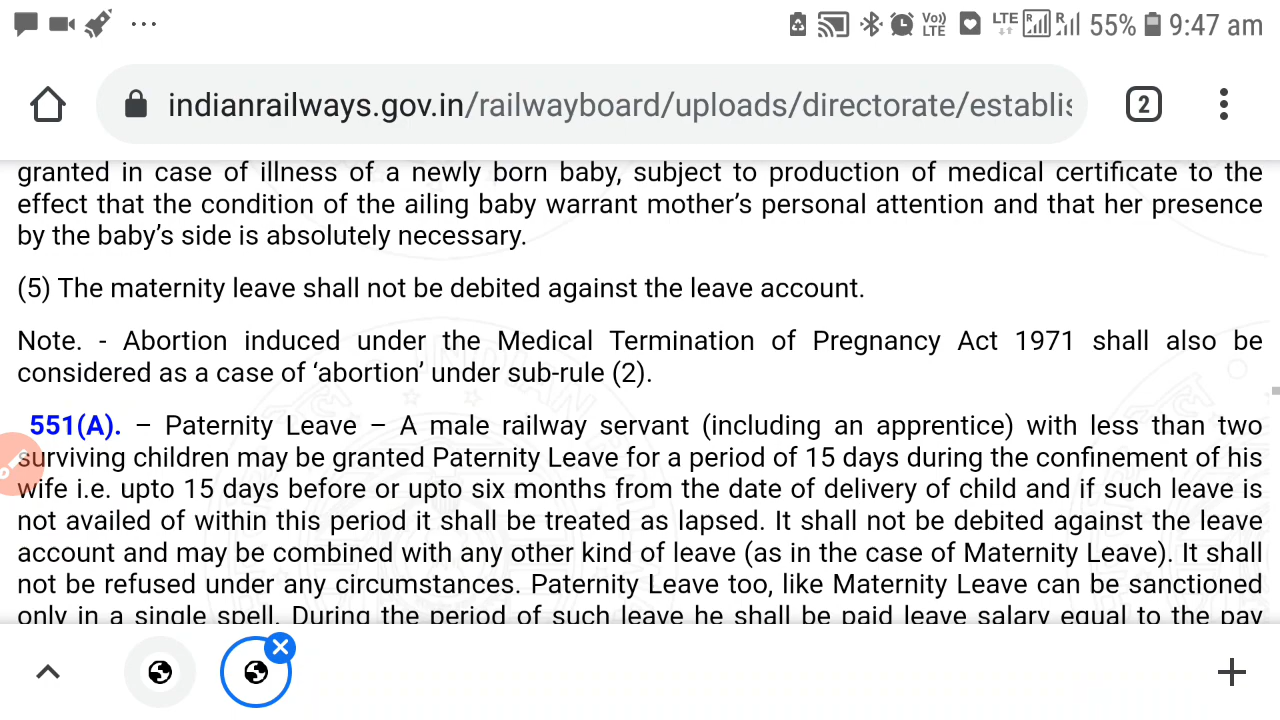 Vo))
LTE
LTE
R
R
55%
9:47 am
indianrailways.gov.in/railwayboard/uploads/directorate/establis
2
granted in case of illness of a newly born baby, subject to production of medical certificate to the
effect that the condition of the ailing baby warrant mother's personal attention and that her presence
by the baby's side is absolutely necessary.
(5) The maternity leave shall not be debited against the leave account.
Note. - Abortion induced under the Medical Termination of Pregnancy Act 1971 shall also be
considered as a case of 'abortion' under sub-rule (2).
551(A). – Paternity Leave – A male railway servant (including an apprentice) with less than two
surviving children may be granted Paternity Leave for a period of 15 days during the confinement of his
wife i.e. upto 15 days before or upto six months from the date of delivery of child and if such leave is
not availed of within this period it shall be treated as lapsed. It shall not be debited against the leave
account and may be combined with any other kind of leave (as in the case of Maternity Leave). It shall
not be refused under any circumstances. Paternity Leave too, like Maternity Leave can be sanctioned
only in a single spell. During the period of such leave he shall be paid leave salary equal to the pay